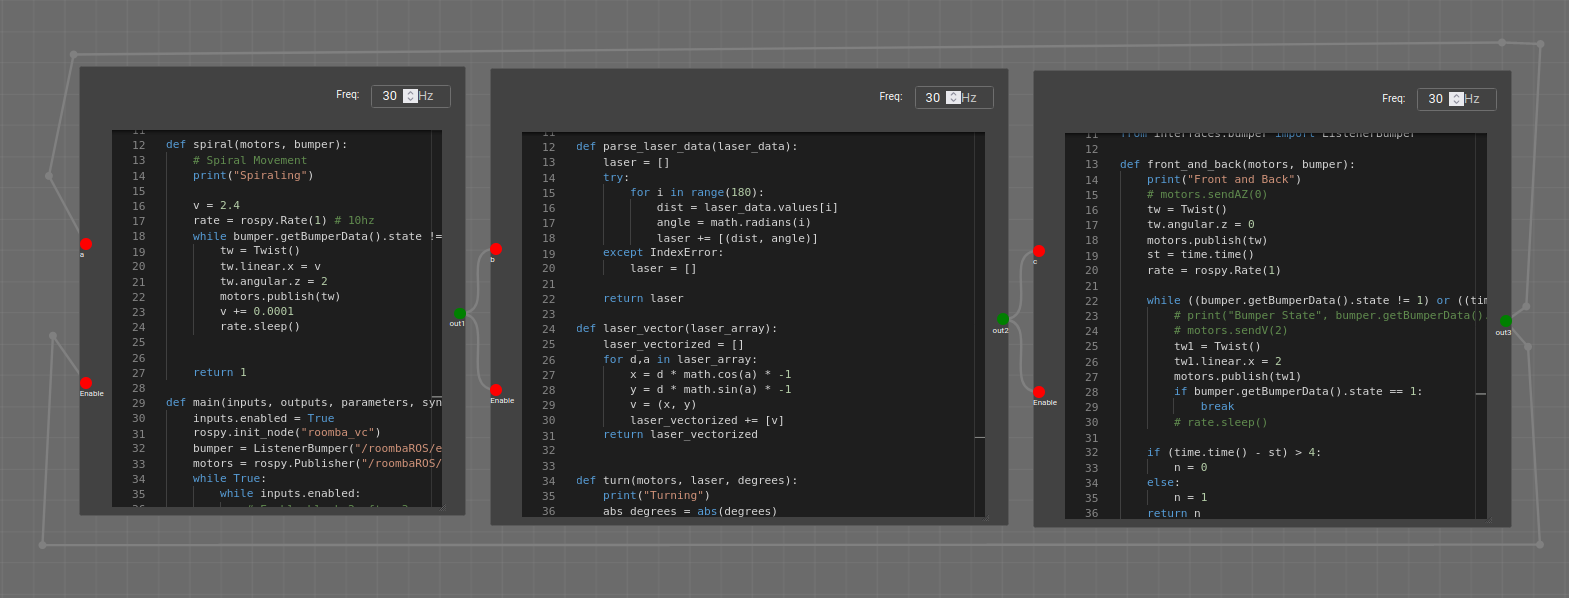 Freq: 30 Hz
11
12 def spiral(motors, bumper):
13 # Spiral Movement
14 print("Spiraling")
15
16 v = 2.4
17 rate = rospy.Rate(1) # 10hz
18 while bumper.getBumperData().state !=
19 tw = Twist()
20 tw.linear.x = v
21 tw.angular.z = 2
22 motors.publish(tw)
23 v += 0.0001
24 rate.sleep()
25
26
27 return 1
28
29 def main(inputs, outputs, parameters, syn
30 inputs.enabled = True
31 rospy.init_node("roomba_vc")
32 bumper = ListenerBumper("/roombaROS/e
33 motors = rospy.Publisher("/roombaROS/
34 while True:
35 while inputs.enabled:
a
Enable
out1
Freq: 30 Hz
11
12 def parse_laser_data(laser_data):
13 laser = []
14 try:
15 for i in range(180):
16 dist = laser_data.values[i]
17 angle = math.radians(i)
18 laser += [(dist, angle)]
19 except IndexError:
20 laser = []
21
22 return laser
23
24 def laser_vector(laser_array):
25 laser_vectorized = []
26 for d,a in laser_array:
27 x = d * math.cos(a) * -1
28 y = d * math.sin(a) * -1
29 v = (x, y)
30 laser_vectorized += [v]
31 return laser_vectorized
32
33
34 def turn(motors, laser, degrees):
35 print("Turning")
36 abs_degrees = abs(degrees)
b
Enable
out2
Freq: 30 Hz
11 from interfaces.bumper import ListenerBumper
12
13 def front_and_back(motors, bumper):
14 print("Front and Back")
15 # motors.sendAZ(0)
16 tw = Twist()
17 tw.angular.z = 0
18 motors.publish(tw)
19 st = time.time()
20 rate = rospy.Rate(1)
21
22 while ((bumper.getBumperData().state != 1) or ((tim
23 # print("Bumper State", bumper.getBumperData().
24 # motors.sendV(2)
25 tw1 = Twist()
26 tw1.linear.x = 2
27 motors.publish(tw1)
28 if bumper.getBumperData().state == 1:
29 break
30 # rate.sleep()
31
32 if (time.time() - st) > 4:
33 n = 0
34 else:
35 n = 1
36 return n
c
Enable
out3